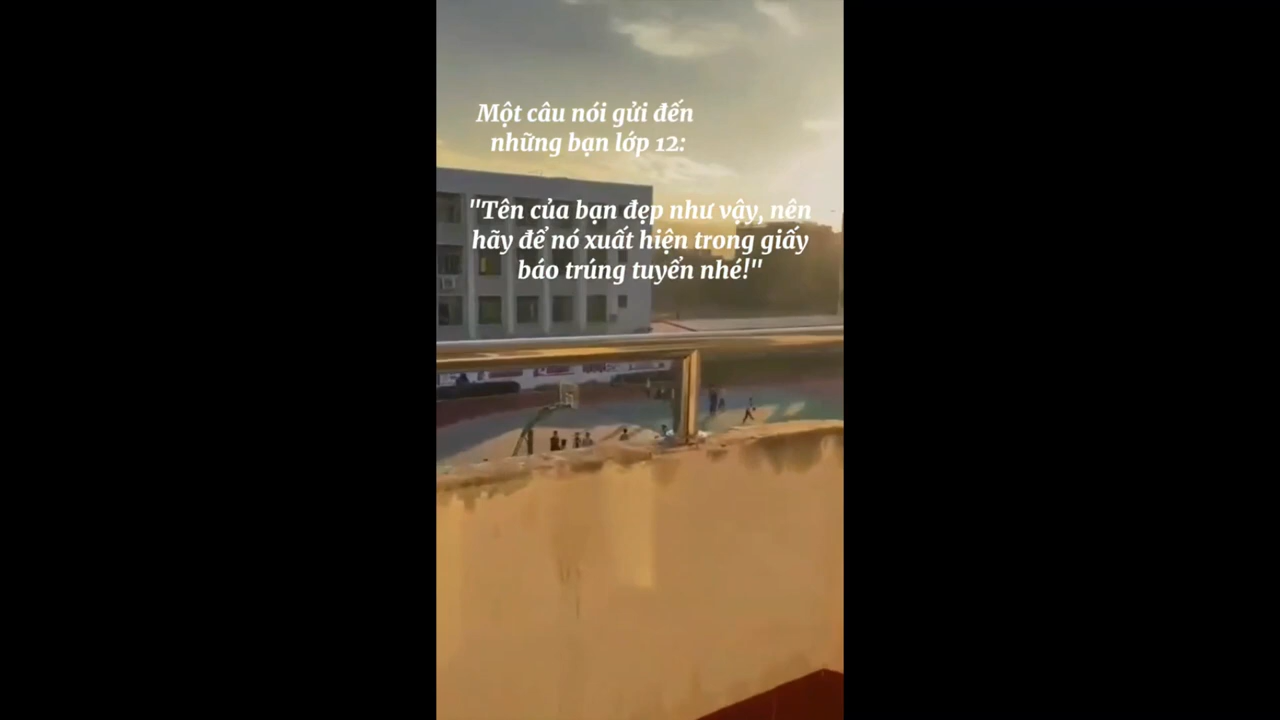 Một câu nói gửi đến
những bạn lớp 12:
"Tên của bạn đẹp như vậy, nên
hãy để nó xuất hiện trong giấy
báo trúng tuyển nhé!"